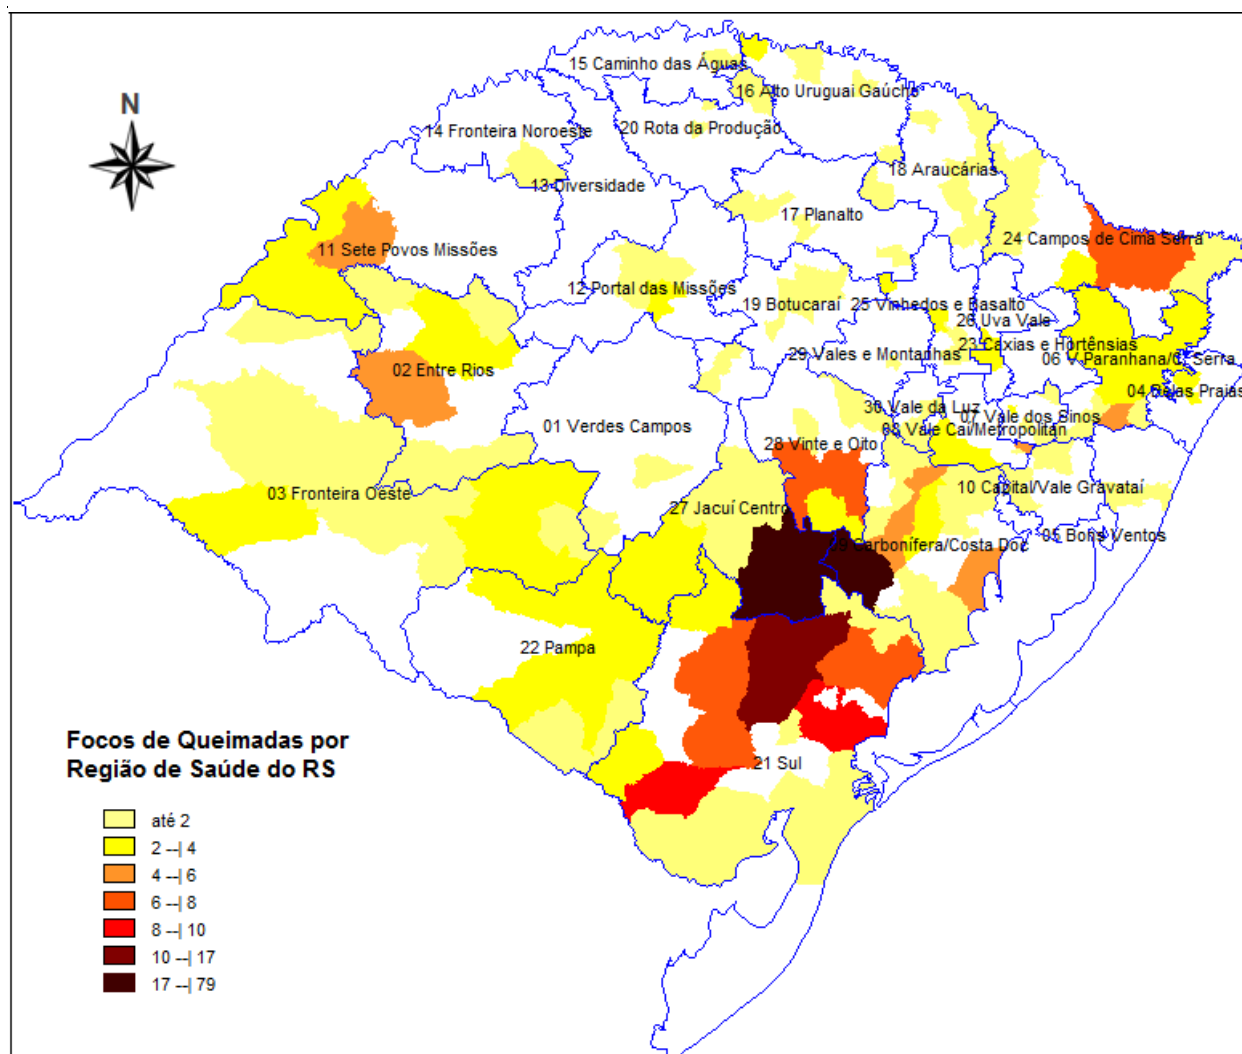 N
15 Caminho das Águas
16 Alto Uruguai Gaúcho
14 Fronteira Noroeste
20 Rota da Produção
18 Araucárias
13 Diversidade
17 Planalto
24 Campos de Cima Serra
11 Sete Povos Missões
12 Portal das Missões
19 Botucaraí
25 Vinhedos e Basalto
26 Uva Vale
23 Caxias e Hortênsias
29 Vales e Montanhas
06 V.Paranhana/C. Serra
02 Entre Rios
04 Belas Praias
30 Vale da Luz
07 Vale dos Sinos
01 Verdes Campos
08 Vale Caí/Metropolitan
28 Vinte e Oito
03 Fronteira Oeste
10 Capital/Vale Gravataí
27 Jacuí Centro
05 Bons Ventos
09 Carbonífera/Costa Doc
22 Pampa
21 Sul
Focos de Queimadas por
Região de Saúde do RS
até 2
2 --| 4
4 --| 6
6 --| 8
8 --| 10
10 --| 17
17 --| 79